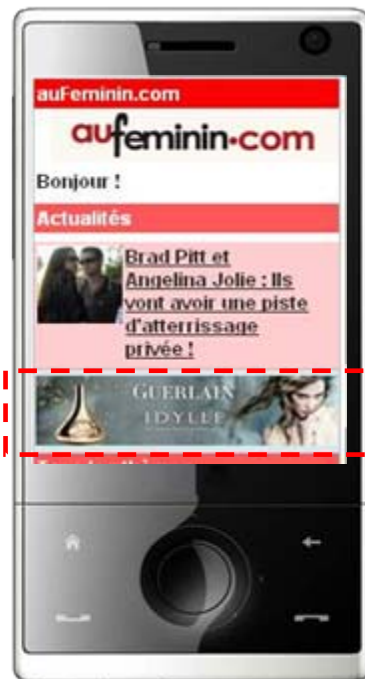 auFeminin.com
aufeminin.com
Bonjour !
Actualités
Brad Pitt et
Angelina Jolie : Ils
vont avoir une piste
d'atterrissage
privée !
GUERLAIN
IDYLLE